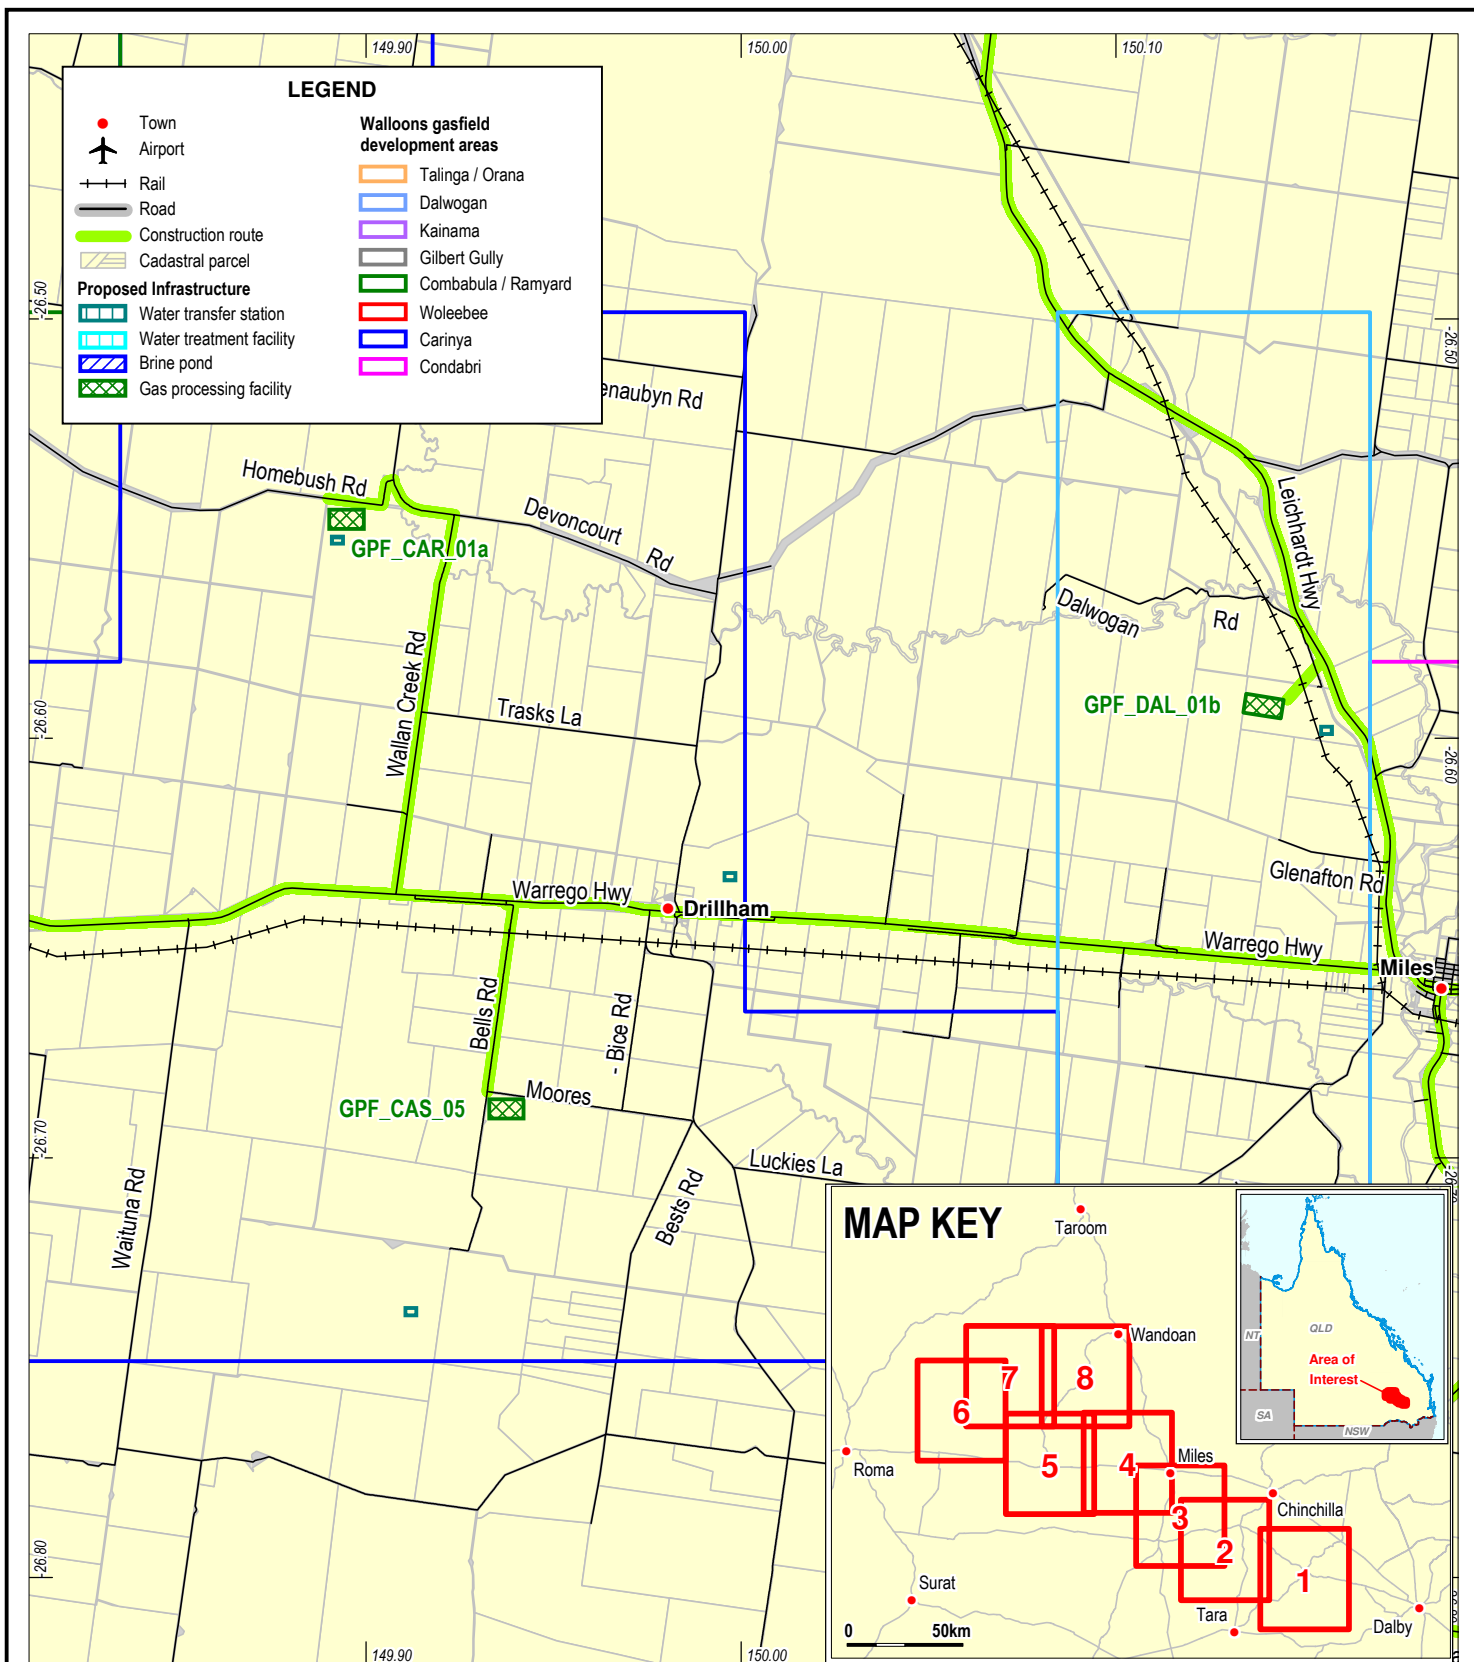 149.90
150.00
150.10
LEGEND
Town
Airport
Rail
Road
Construction route
Cadastral parcel
Proposed Infrastructure
Water transfer station
Water treatment facility
Brine pond
Gas processing facility
Walloons gasfield
development areas
Talinga / Orana
Dalwogan
Kainama
Gilbert Gully
Combabula / Ramyard
Woleebee
Carinya
Condabri
-26.50
-26.50
enaubyn Rd
Homebush Rd
Devoncourt Rd
GPF_CAR_01a
Leichhardt Hwy
Dalwogan Rd
Wallan Creek Rd
Trasks La
GPF_DAL_01b
-26.60
-26.60
Glenafton Rd
Warrego Hwy
Drillham
Warrego Hwy
Miles
Bells Rd
- Bice Rd
Moores
GPF_CAS_05
-26.70
Luckies La
Waituna Rd
Bests Rd
MAP KEY
Taroom
Wandoan
7
8
6
5
4
Miles
Roma
3
Chinchilla
2
1
Surat
Tara
Dalby
0 50km
NT
QLD
Area of
Interest
SA
NSW
-26.80
149.90
150.00